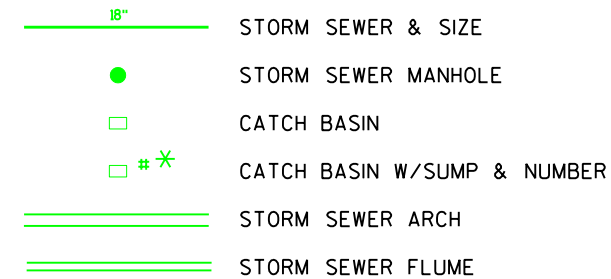 18" STORM SEWER & SIZE
STORM SEWER MANHOLE
CATCH BASIN
# * CATCH BASIN W/SUMP & NUMBER
STORM SEWER ARCH
STORM SEWER FLUME